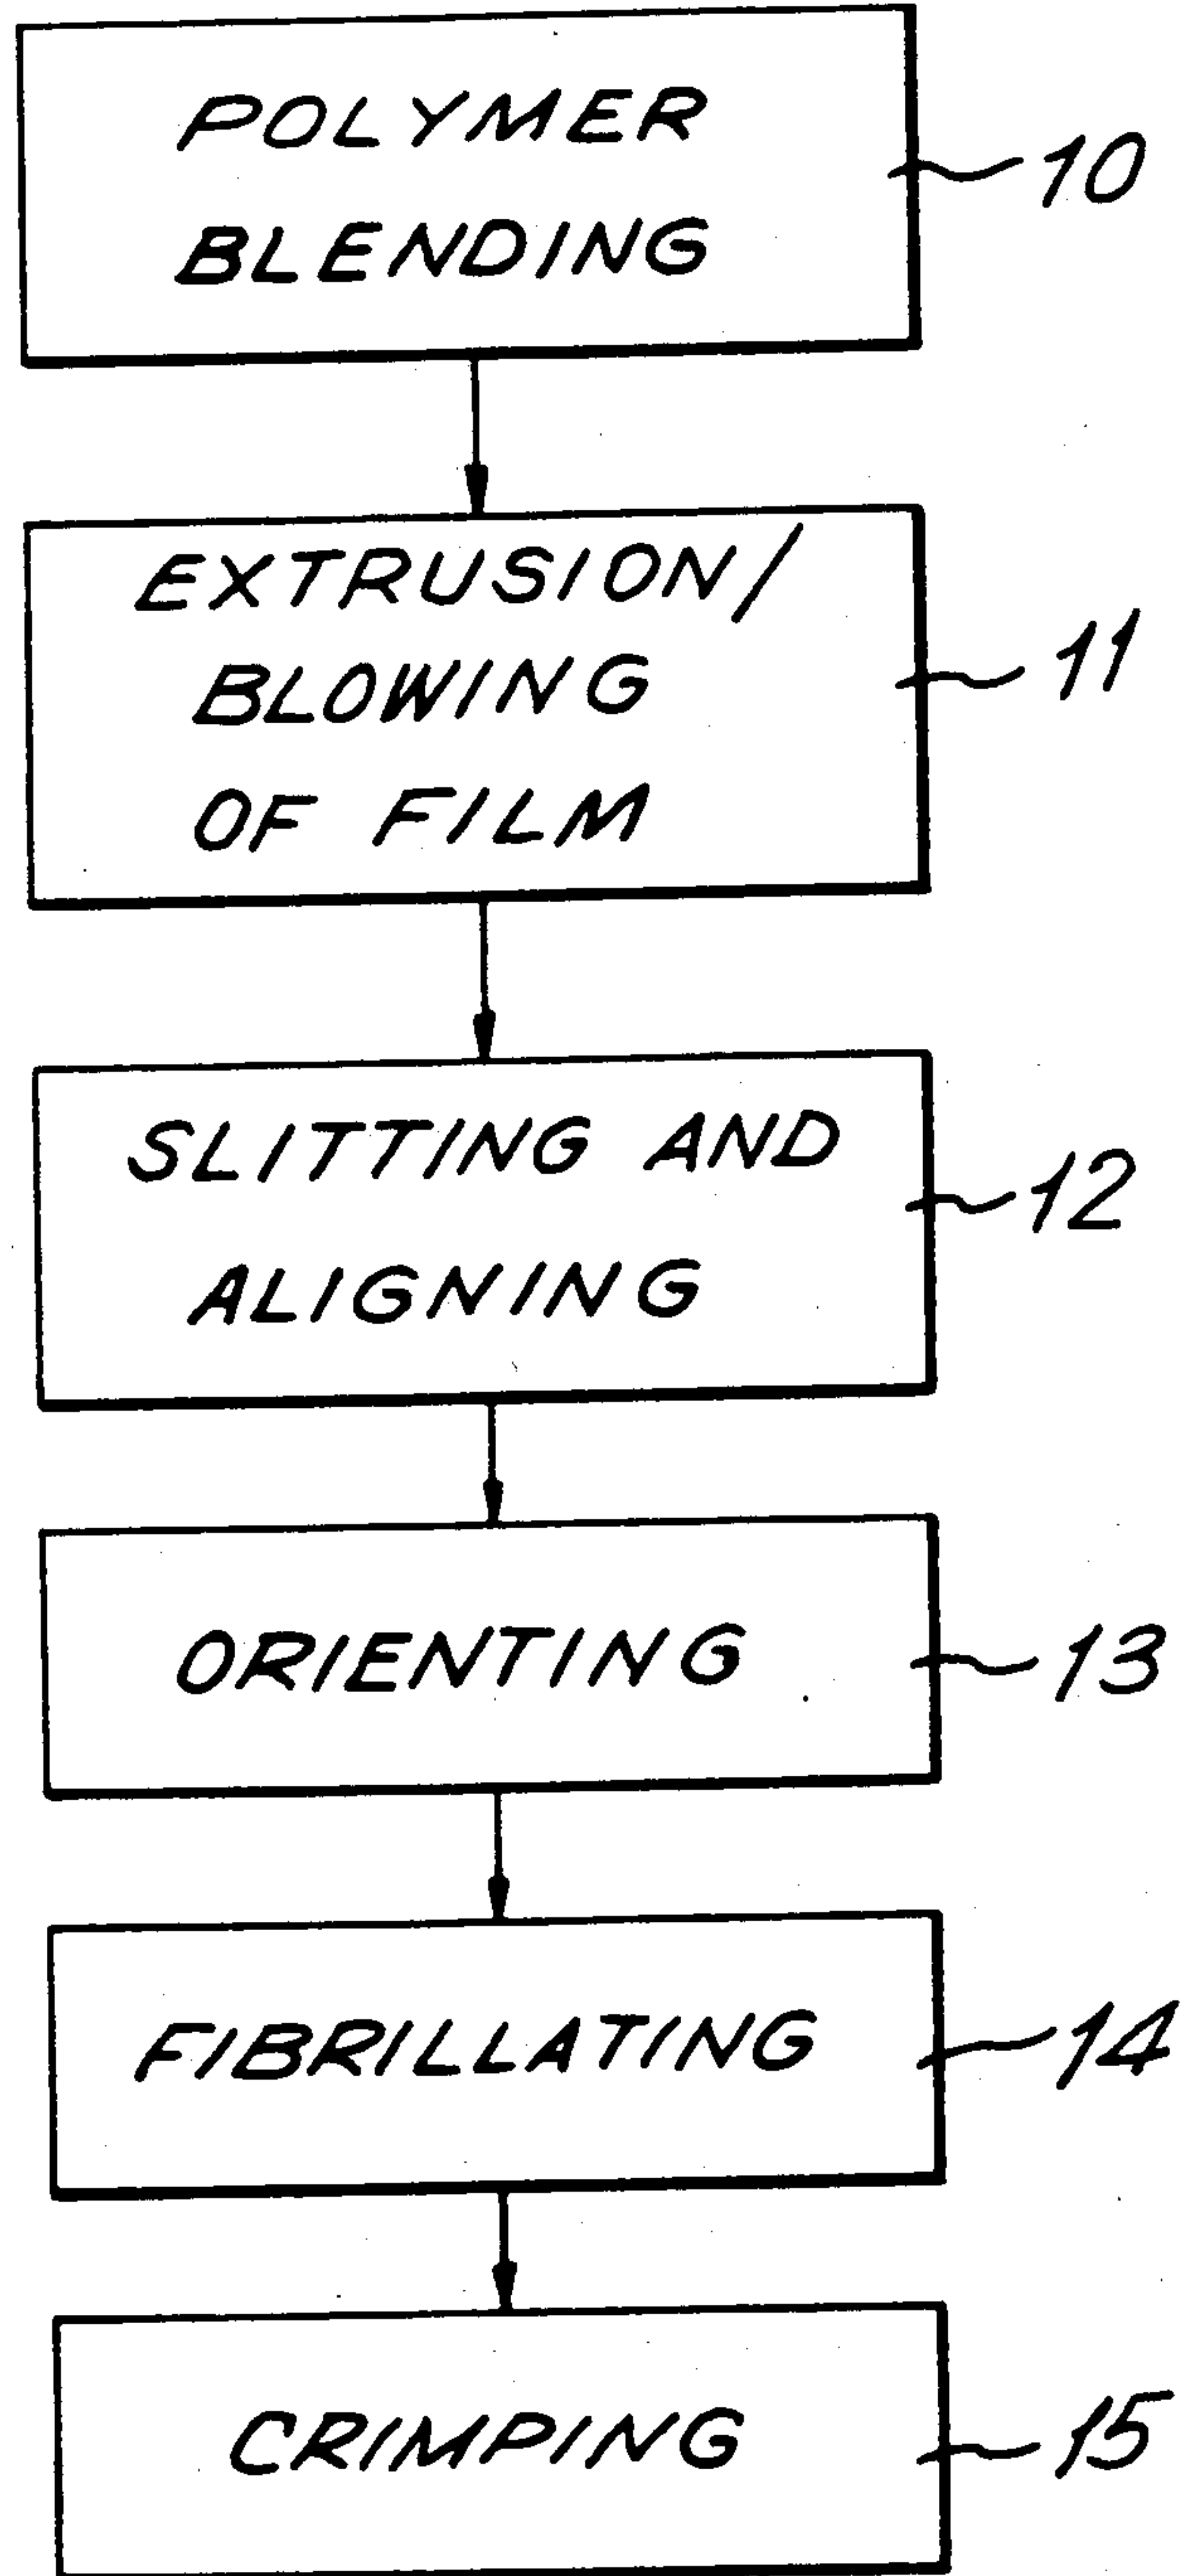 POLYMER
BLENDING
10
EXTRUSION/
BLOWING
OF FILM
11
SLITTING AND
ALIGNING
12
ORIENTING
13
FIBRILLATING
14
CRIMPING
15